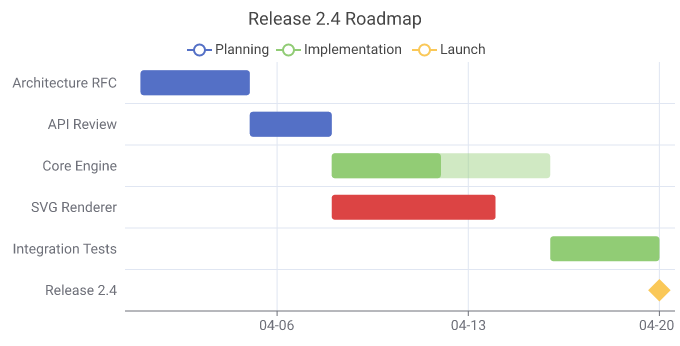 Release 2.4 Roadmap
Planning Implementation Launch
Architecture RFC
API Review
Core Engine
SVG Renderer
Integration Tests
Release 2.4
04-06 04-13 04-20